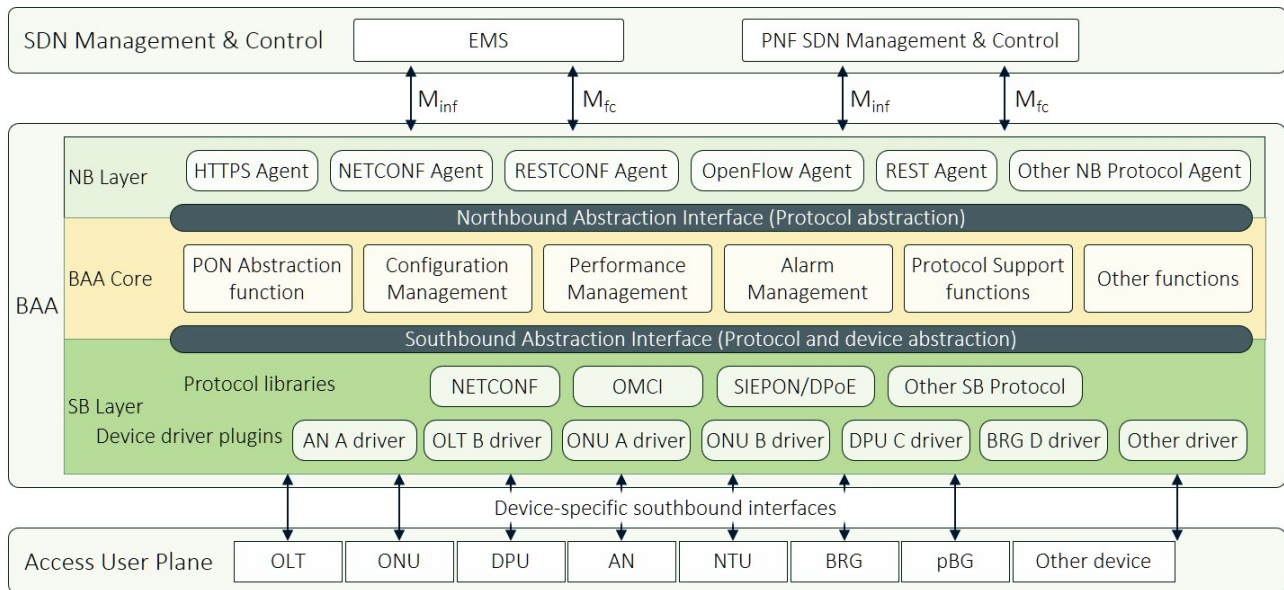 SDN Management & Control
EMS
PNF SDN Management & Control
M_inf
M_fc
M_inf
M_fc
BAA
NB Layer
HTTPS Agent
NETCONF Agent
RESTCONF Agent
OpenFlow Agent
REST Agent
Other NB Protocol Agent
Northbound Abstraction Interface (Protocol abstraction)
BAA Core
PON Abstraction
function
Configuration
Management
Performance
Management
Alarm
Management
Protocol Support
functions
Other functions
Southbound Abstraction Interface (Protocol and device abstraction)
SB Layer
Protocol libraries
NETCONF
OMCI
SIEPON/DPoE
Other SB Protocol
Device driver plugins
AN A driver
OLT B driver
ONU A driver
ONU B driver
DPU C driver
BRG D driver
Other driver
Device-specific southbound interfaces
Access User Plane
OLT
ONU
DPU
AN
NTU
BRG
pBG
Other device